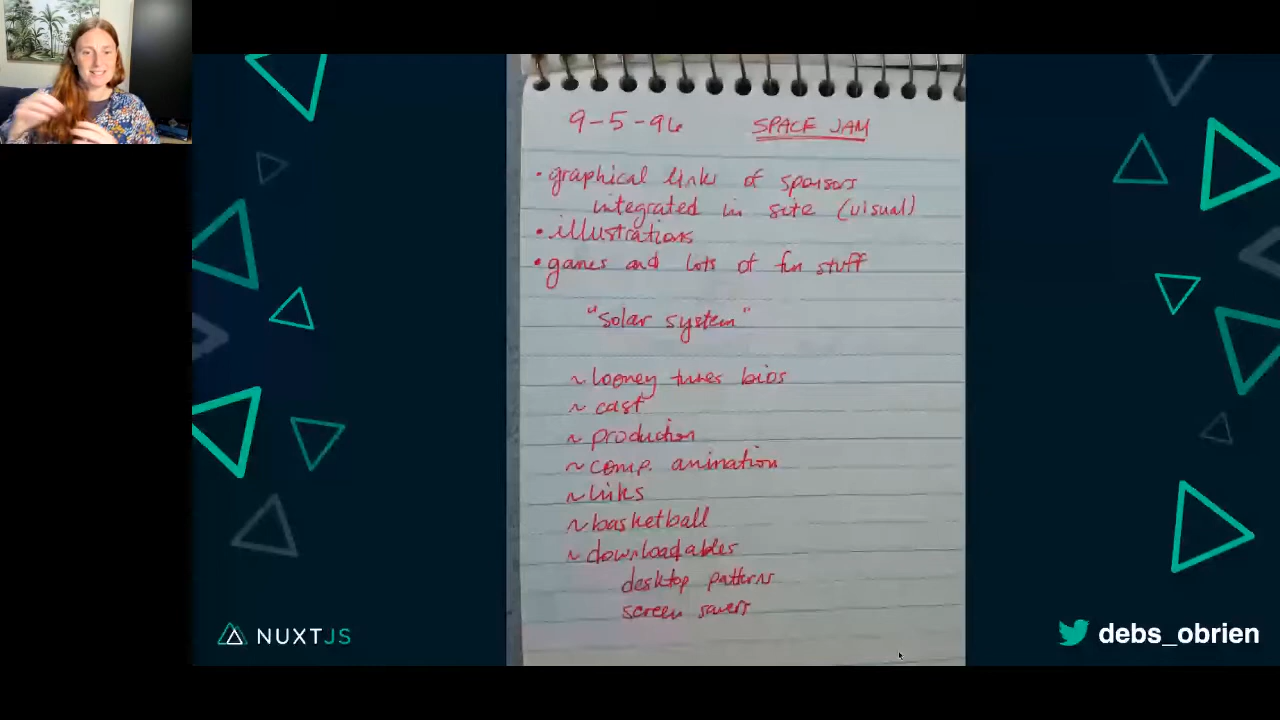 9-5-96 SPACE JAM
• graphical links of sponsors
integrated in site (visual)
• illustrations
• games and lots of fun stuff
"solar system"
~ looney tunes bios
~ cast
~ production
~ comp. animation
~ links
~ basketball
~ downloadables
desktop patterns
screen savers
NUXTJS
debs_obrien